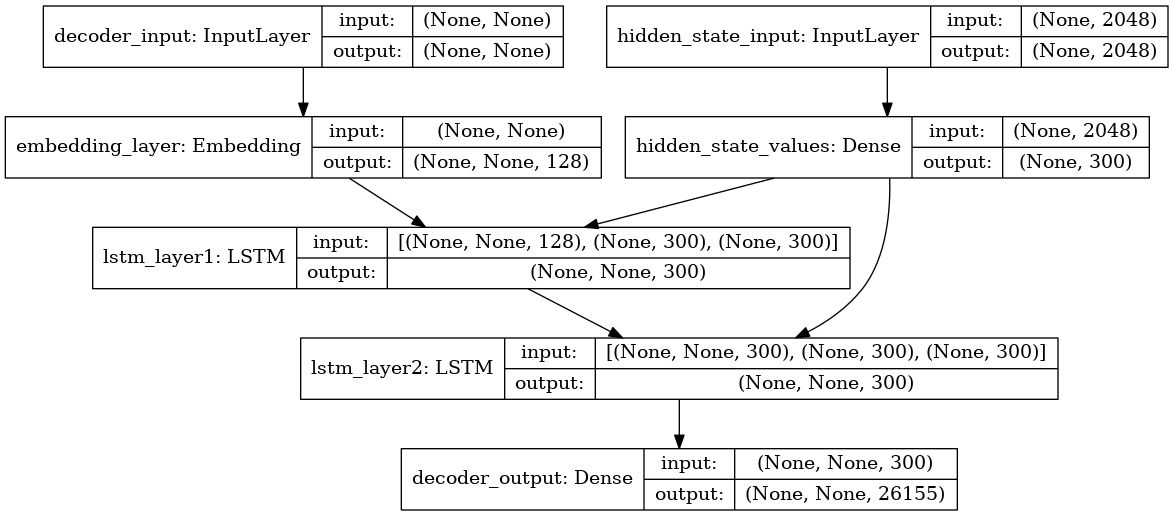 decoder_input: InputLayer
input: (None, None)
output: (None, None)
hidden_state_input: InputLayer
input: (None, 2048)
output: (None, 2048)
embedding_layer: Embedding
input: (None, None)
output: (None, None, 128)
hidden_state_values: Dense
input: (None, 2048)
output: (None, 300)
lstm_layer1: LSTM
input: [(None, None, 128), (None, 300), (None, 300)]
output: (None, None, 300)
lstm_layer2: LSTM
input: [(None, None, 300), (None, 300), (None, 300)]
output: (None, None, 300)
decoder_output: Dense
input: (None, None, 300)
output: (None, None, 26155)